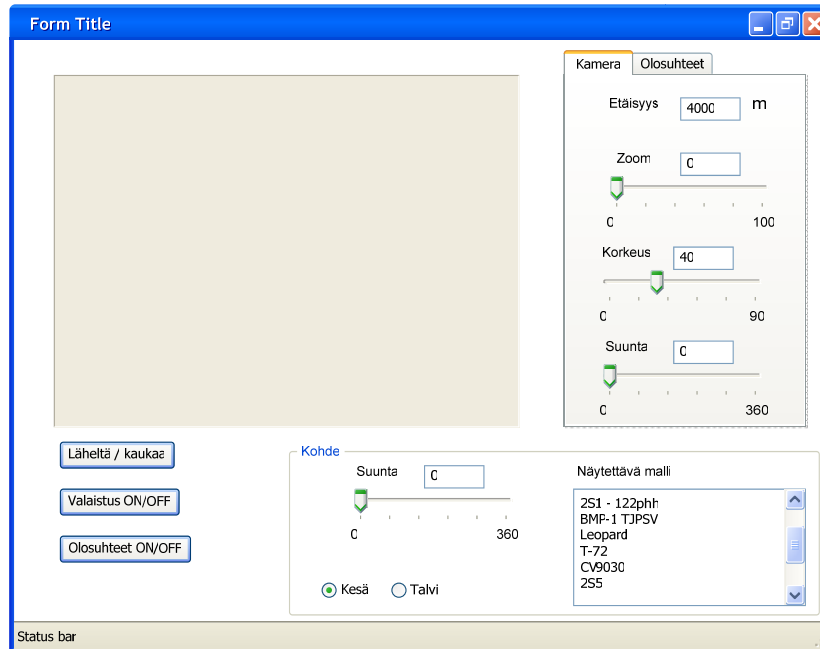 Form Title
Kamera Olosuhteet
Etäisyys 4000 m
Zoom 0
0 100
Korkeus 40
0 90
Suunta 0
0 360
Läheltä / kaukaa
Valaistus ON/OFF
Olosuhteet ON/OFF
Kohde
Suunta 0
0 360
Kesä Talvi
Näytettävä malli
2S1 - 122phh
BMP-1 TJPSV
Leopard
T-72
CV9030
2S5
Status bar